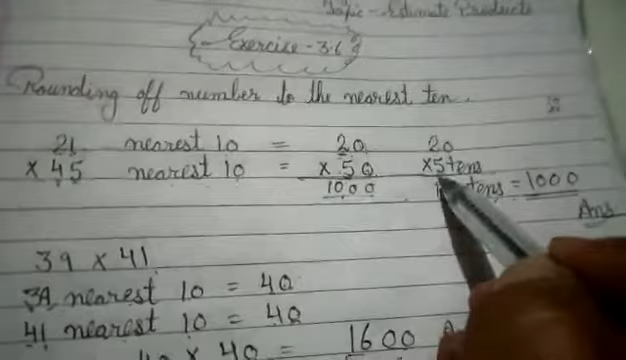 Topic - Estimate Products
Exercise - 3.6
Rounding off number to the nearest ten.
21 nearest 10 = 20 20
× 45 nearest 10 = × 50 ×5 tens
1000 tens = 1000
Ans
39 × 41
39 nearest 10 = 40
41 nearest 10 = 40
40 × 40 = 1600